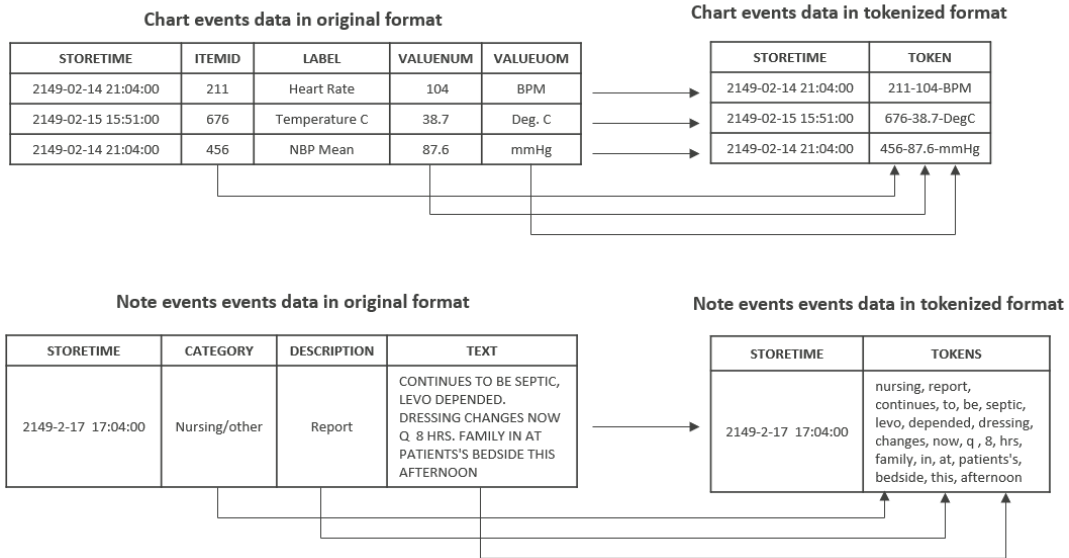 Chart events data in original format
Chart events data in tokenized format
STORETIME ITEMID LABEL VALUENUM VALUEUOM
2149-02-14 21:04:00 211 Heart Rate 104 BPM
2149-02-15 15:51:00 676 Temperature C 38.7 Deg. C
2149-02-14 21:04:00 456 NBP Mean 87.6 mmHg
STORETIME TOKEN
2149-02-14 21:04:00 211-104-BPM
2149-02-15 15:51:00 676-38.7-DegC
2149-02-14 21:04:00 456-87.6-mmHg
Note events events data in original format
Note events events data in tokenized format
STORETIME CATEGORY DESCRIPTION TEXT
2149-2-17 17:04:00 Nursing/other Report
CONTINUES TO BE SEPTIC,
LEVO DEPENDED.
DRESSING CHANGES NOW
Q 8 HRS. FAMILY IN AT
PATIENTS'S BEDSIDE THIS
AFTERNOON
STORETIME TOKENS
2149-2-17 17:04:00
nursing, report,
continues, to, be, septic,
levo, depended, dressing,
changes, now, q , 8, hrs,
family, in, at, patients's,
bedside, this, afternoon